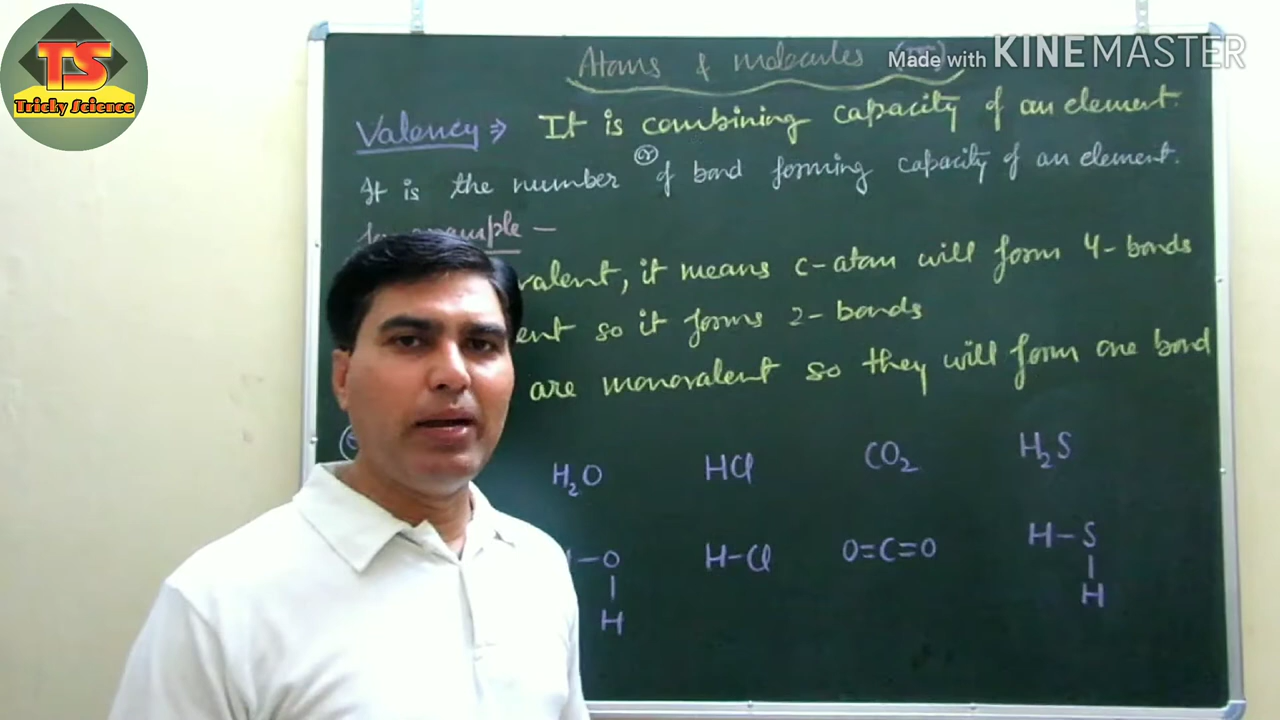 TS
Tricky Science
Made with KINEMASTER
Atoms & molecules
Valency ⇒ It is combining capacity of an element.
(or)
It is the number of bond forming capacity of an element.
valent, it means C-atom will form 4-bonds
ent so it forms 2-bonds
are monovalent so they will form one bond
H₂O HCl CO₂ H₂S
-O H-Cl O=C=O H-S
| |
H H